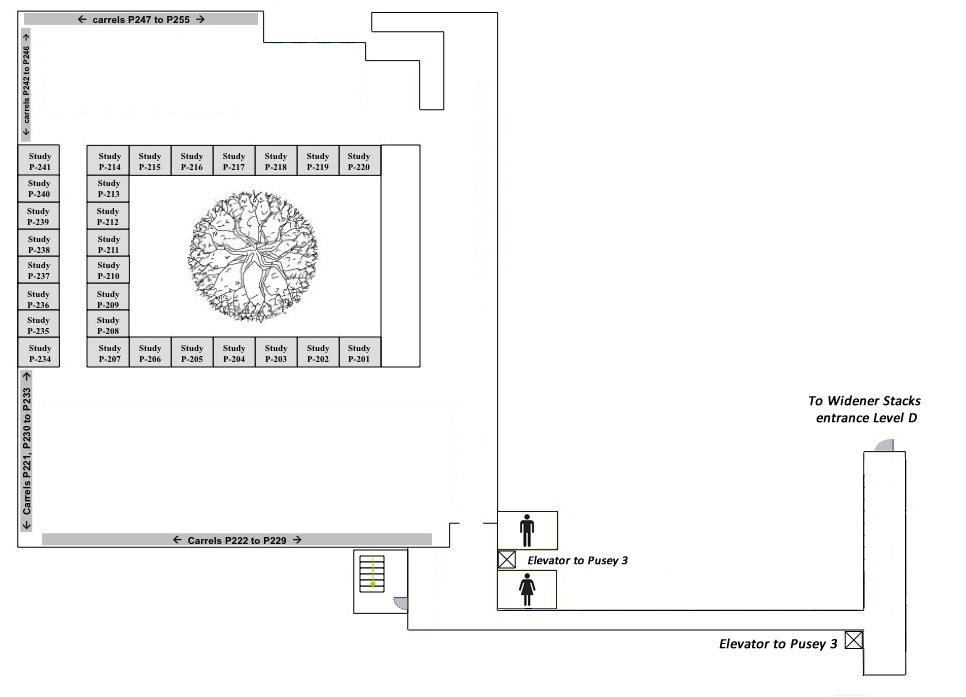 ← carrels P247 to P255 →
← carrels P242 to P246 →
Study
P-241
Study
P-214
Study
P-215
Study
P-216
Study
P-217
Study
P-218
Study
P-219
Study
P-220
Study
P-240
Study
P-213
Study
P-239
Study
P-212
Study
P-238
Study
P-211
Study
P-237
Study
P-210
Study
P-236
Study
P-209
Study
P-235
Study
P-208
Study
P-234
Study
P-207
Study
P-206
Study
P-205
Study
P-204
Study
P-203
Study
P-202
Study
P-201
← Carrels P221, P230 to P233 →
To Widener Stacks
entrance Level D
← Carrels P222 to P229 →
Elevator to Pusey 3
Elevator to Pusey 3